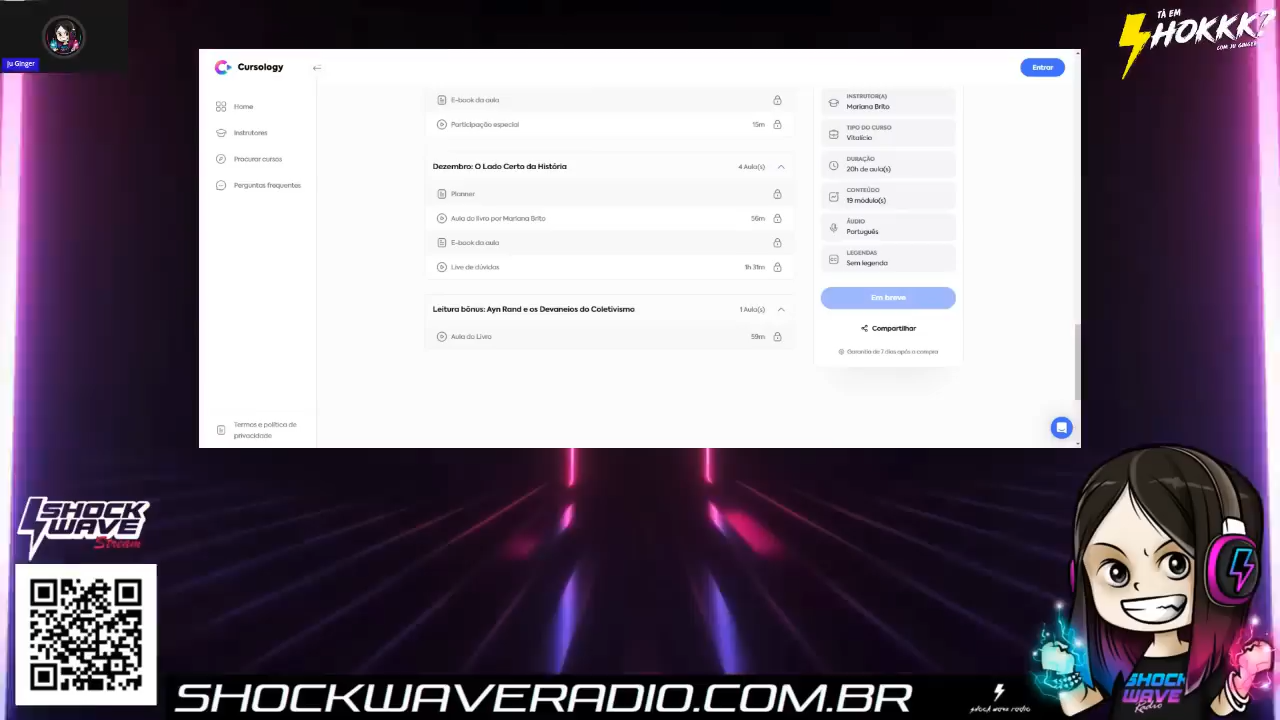 Ju Ginger
TÁ EM
SHOKKK?
COM JU GINGER
Cursology
Entrar
Home
Instrutores
Procurar cursos
Perguntas frequentes
Termos e política de
privacidade
E-book da aula
Participação especial 15m
Dezembro: O Lado Certo da História 4 Aula(s)
Planner
Aula do livro por Mariana Brito 56m
E-book da aula
Live de dúvidas 1h 31m
Leitura bônus: Ayn Rand e os Devaneios do Coletivismo 1 Aula(s)
Aula do Livro 59m
INSTRUTOR(A)
Mariana Brito
TIPO DO CURSO
Vitalício
DURAÇÃO
20h de aula(s)
CONTEÚDO
19 módulo(s)
ÁUDIO
Português
LEGENDAS
Sem legenda
Em breve
Compartilhar
Garantia de 7 dias após a compra
SHOCK
WAVE
Stream
SHOCKWAVERADIO.COM.BR
shock wave radio
SHOCK
WAVE
Radio